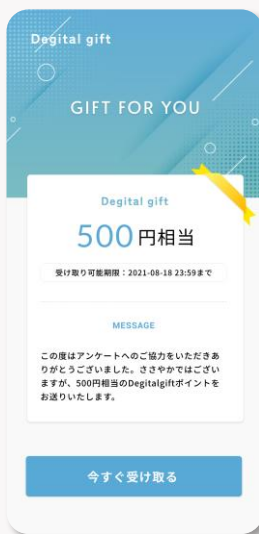 Degital gift
GIFT FOR YOU
Degital gift
500 円相当
受け取り可能期限：2021-08-18 23:59まで
MESSAGE
この度はアンケートへのご協力をいただきあ
りがとうございました。ささやかではござい
ますが、500円相当のDegitalgiftポイントを
お送りいたします。
今すぐ受け取る